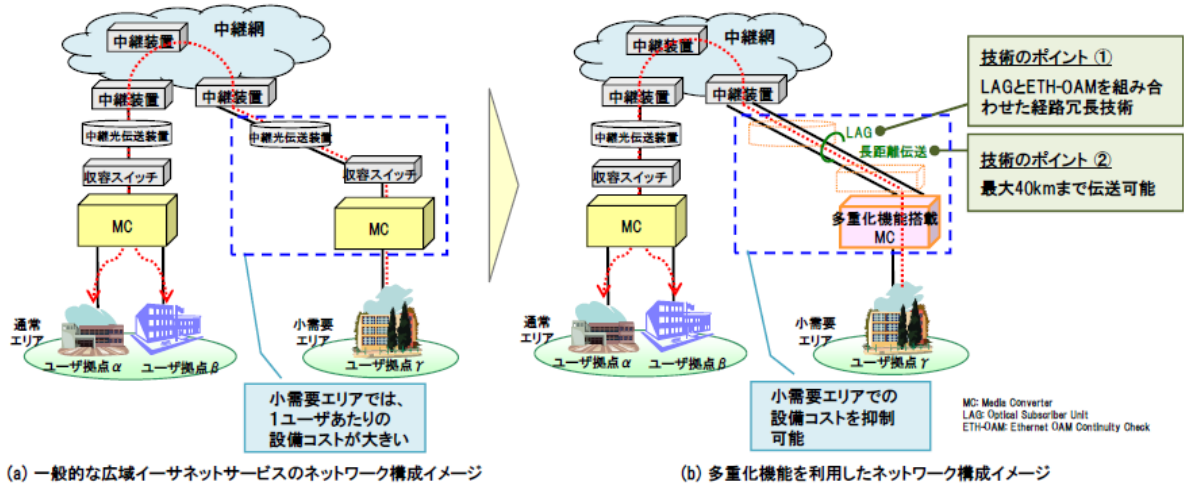 中継網
中継装置
中継装置
中継装置
中継光伝送装置
中継光伝送装置
収容スイッチ
収容スイッチ
MC
MC
通常
エリア
小需要
エリア
ユーザ拠点α
ユーザ拠点β
ユーザ拠点γ
小需要エリアでは、
1ユーザあたりの
設備コストが大きい
(a) 一般的な広域イーサネットサービスのネットワーク構成イメージ
中継網
中継装置
中継装置
中継装置
技術のポイント ①
LAGとETH-OAMを組み合
わせた経路冗長技術
中継光伝送装置
LAG
長距離伝送
技術のポイント ②
最大40kmまで伝送可能
収容スイッチ
MC
多重化機能搭載
MC
通常
エリア
小需要
エリア
ユーザ拠点α
ユーザ拠点β
ユーザ拠点γ
小需要エリアでの
設備コストを抑制
可能
MC: Media Converter
LAG: Optical Subscriber Unit
ETH-OAM: Ethernet OAM Continuity Check
(b) 多重化機能を利用したネットワーク構成イメージ